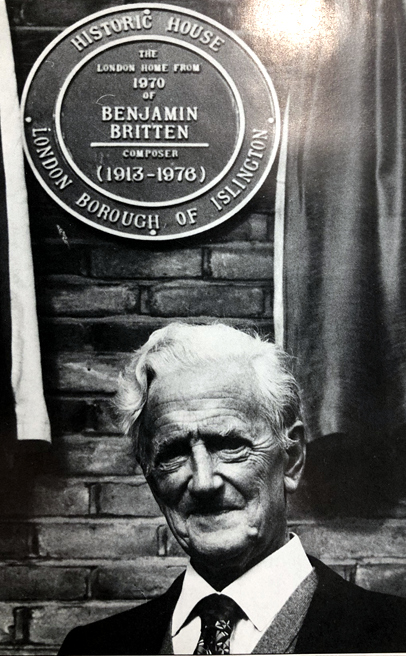 HISTORIC HOUSE
THE
LONDON HOME FROM
1970
OF
BENJAMIN
BRITTEN
COMPOSER
(1913-1976)
LONDON BOROUGH OF ISLINGTON